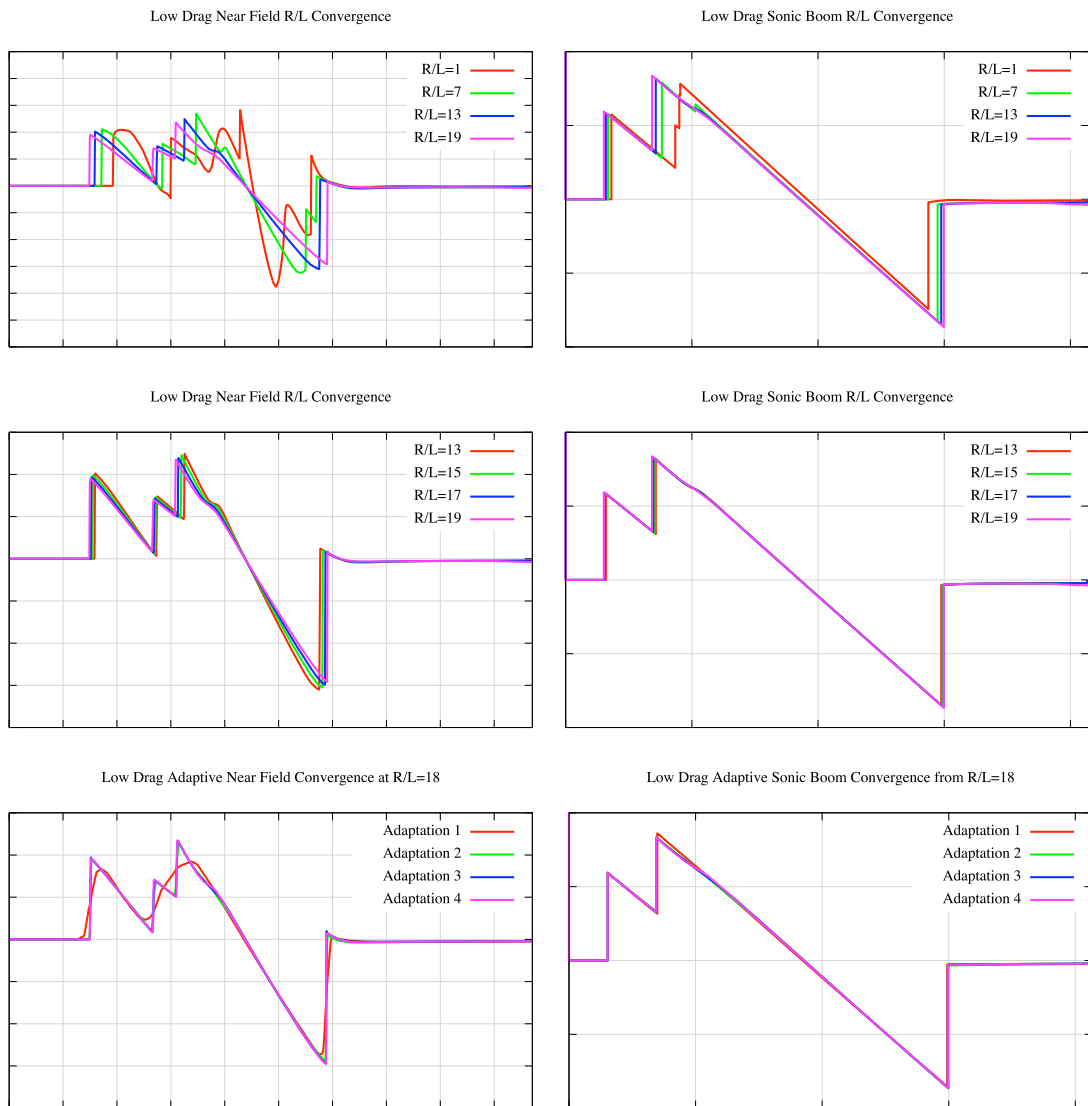 Low Drag Near Field R/L Convergence
R/L=1
R/L=7
R/L=13
R/L=19
Low Drag Sonic Boom R/L Convergence
R/L=1
R/L=7
R/L=13
R/L=19
Low Drag Near Field R/L Convergence
R/L=13
R/L=15
R/L=17
R/L=19
Low Drag Sonic Boom R/L Convergence
R/L=13
R/L=15
R/L=17
R/L=19
Low Drag Adaptive Near Field Convergence at R/L=18
Adaptation 1
Adaptation 2
Adaptation 3
Adaptation 4
Low Drag Adaptive Sonic Boom Convergence from R/L=18
Adaptation 1
Adaptation 2
Adaptation 3
Adaptation 4